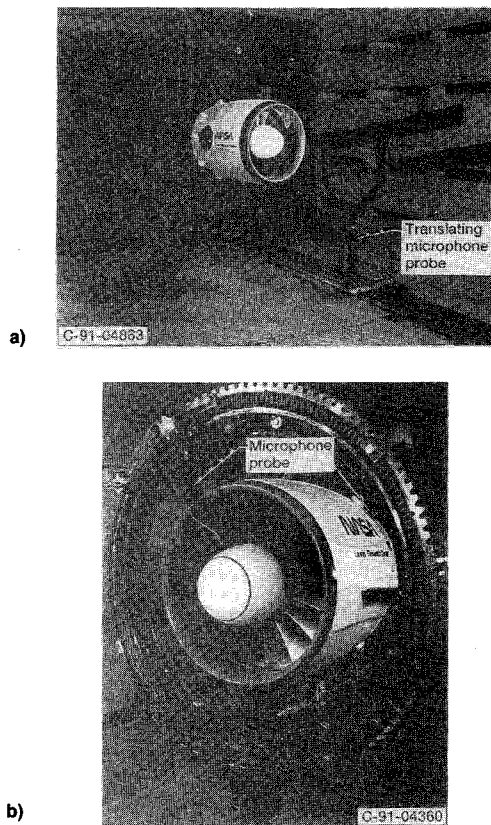 NASA
Translating
microphone
probe
a)
C-91-04863
Microphone
probe
NASA
b)
C-91-04360